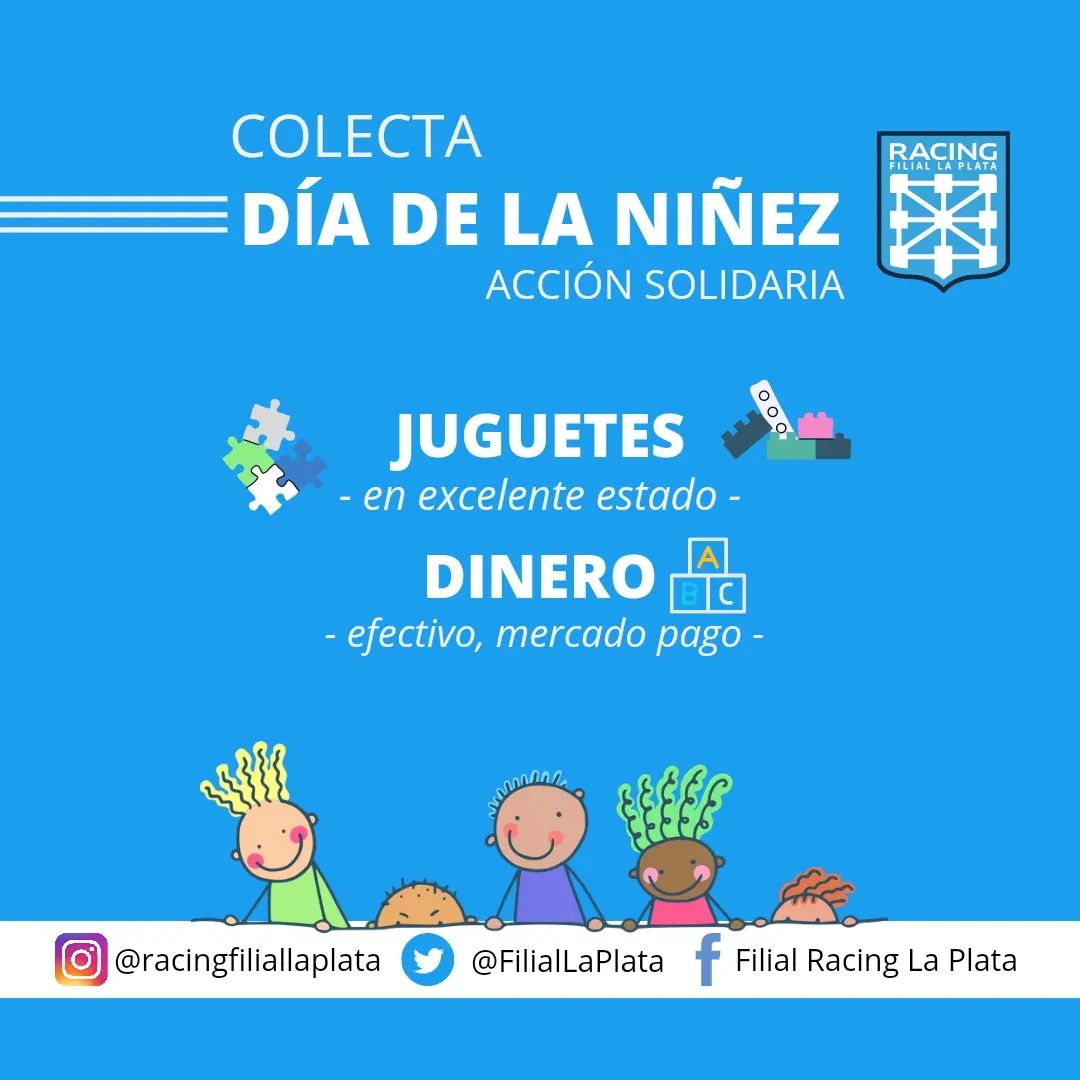 COLECTA
DÍA DE LA NIÑEZ
ACCIÓN SOLIDARIA
RACING
FILIAL LA PLATA
JUGUETES
- en excelente estado -
DINERO
A
B C
- efectivo, mercado pago -
@racingfiliallaplata @FilialLaPlata Filial Racing La Plata